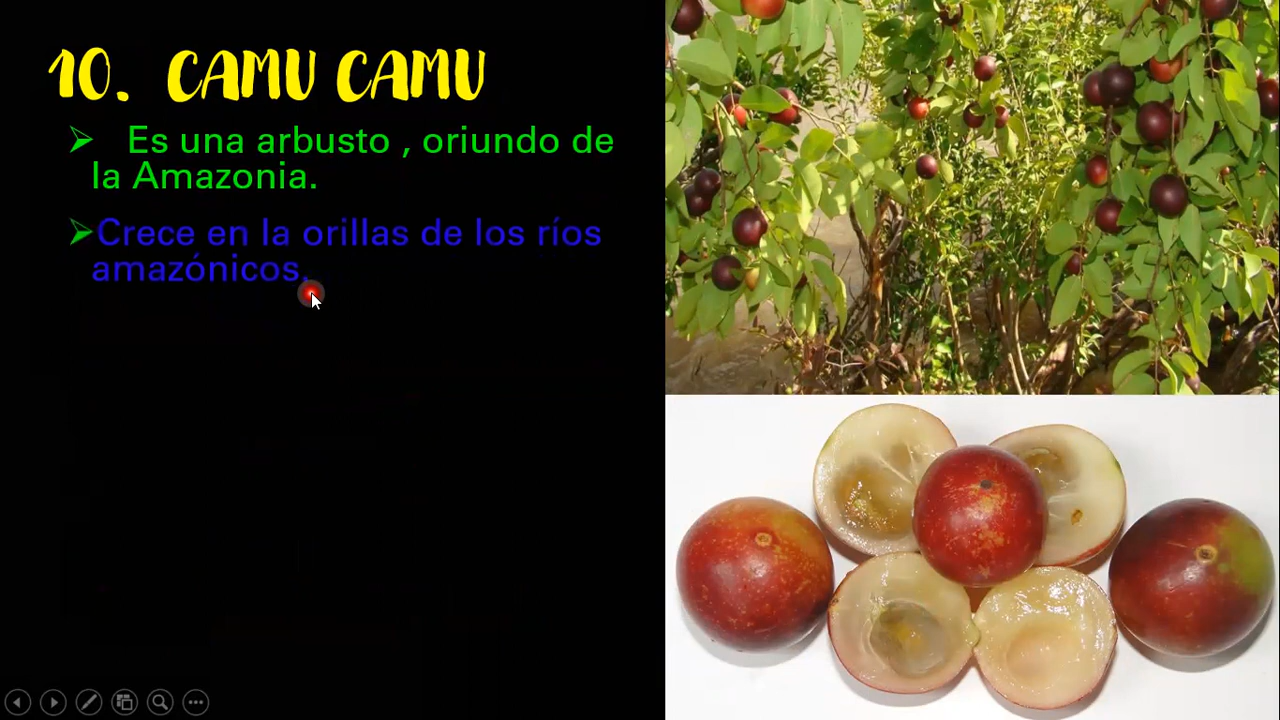 10. CAMU CAMU
➢ Es una arbusto , oriundo de
la Amazonia.
➢Crece en la orillas de los ríos
amazónicos.